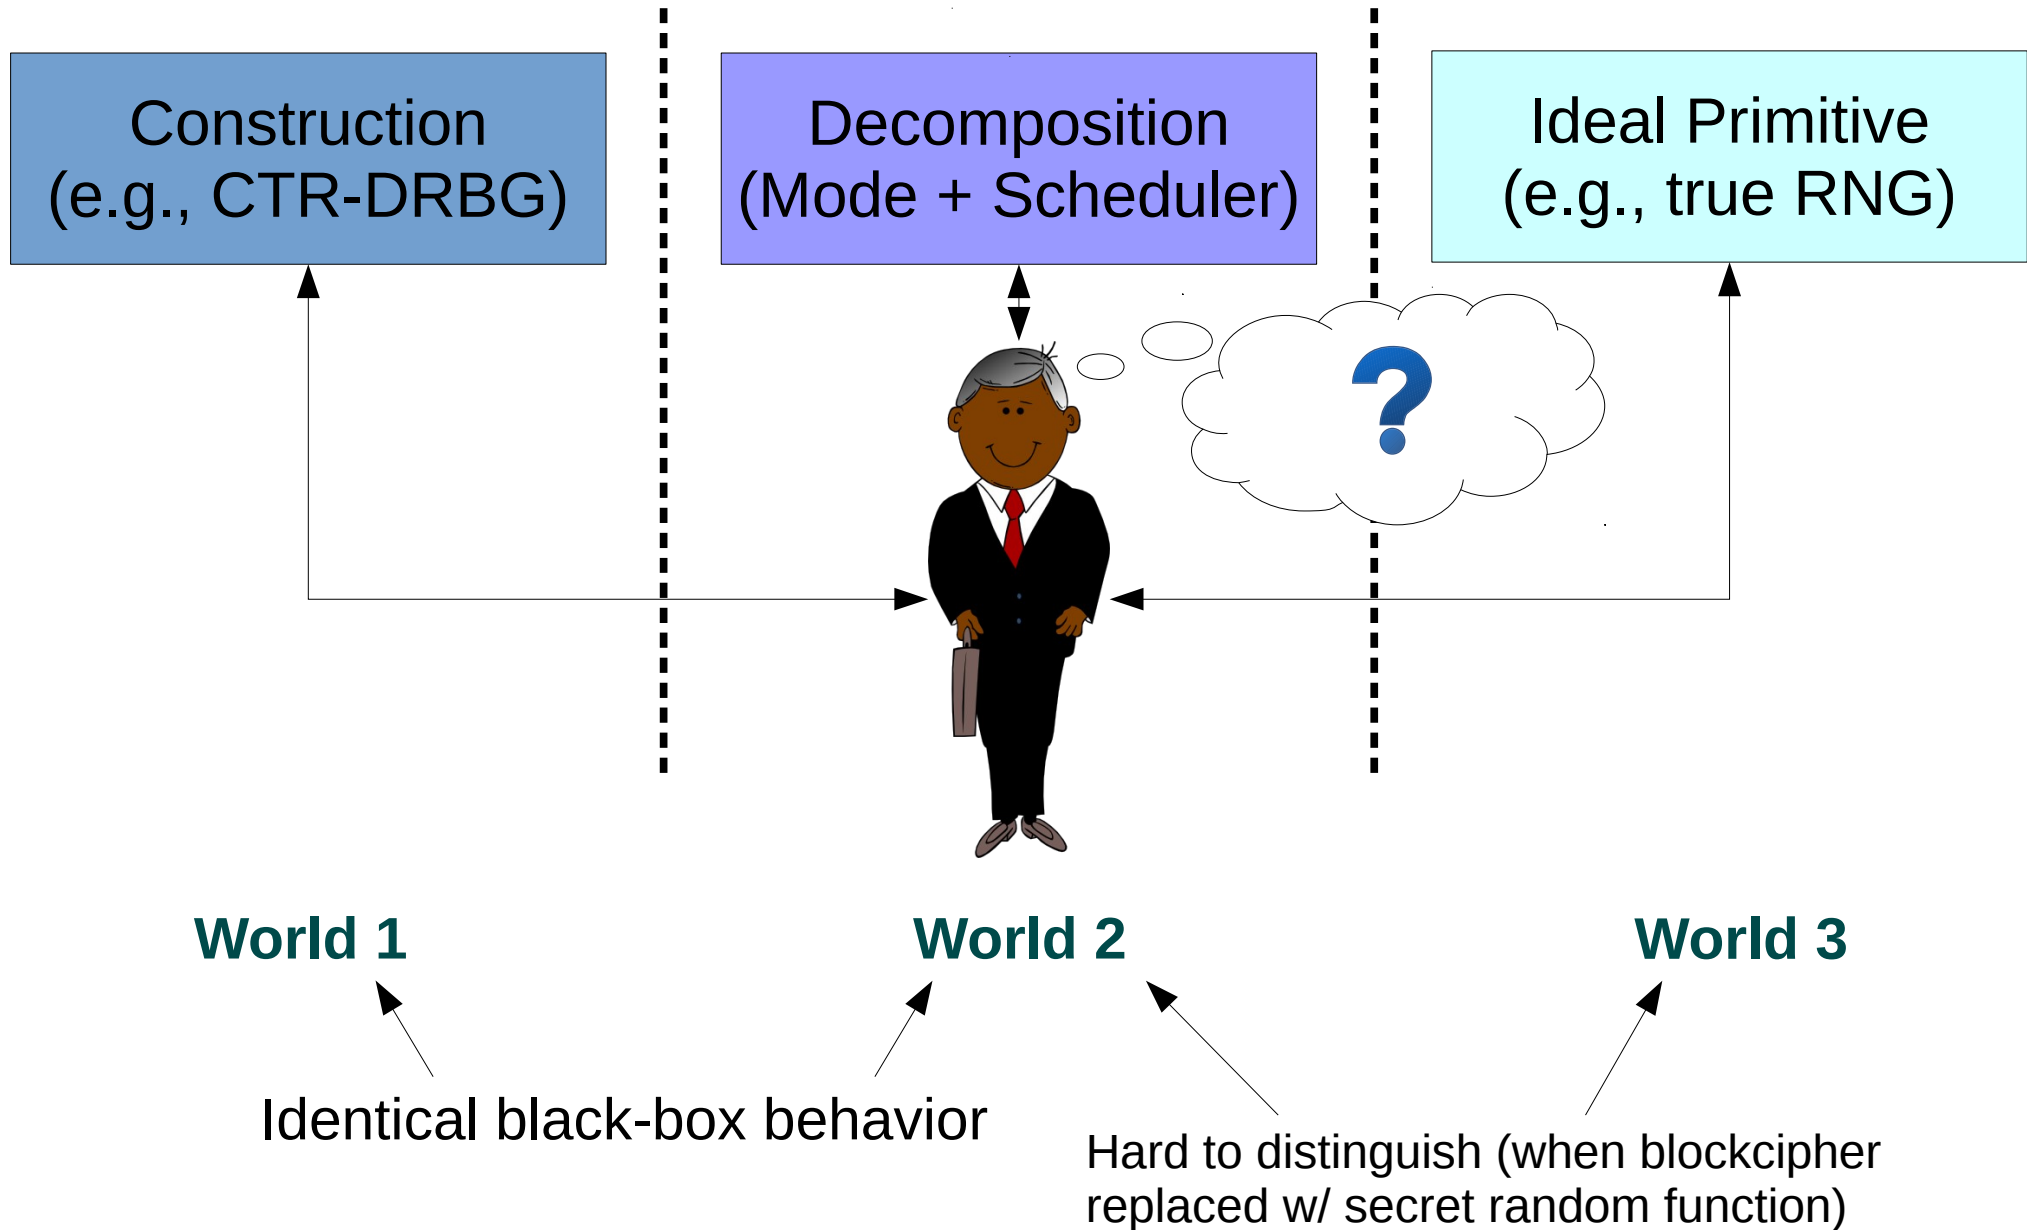 Construction
(e.g., CTR-DRBG)
Decomposition
(Mode + Scheduler)
Ideal Primitive
(e.g., true RNG)
?
World 1
World 2
World 3
Identical black-box behavior
Hard to distinguish (when blockcipher
replaced w/ secret random function)